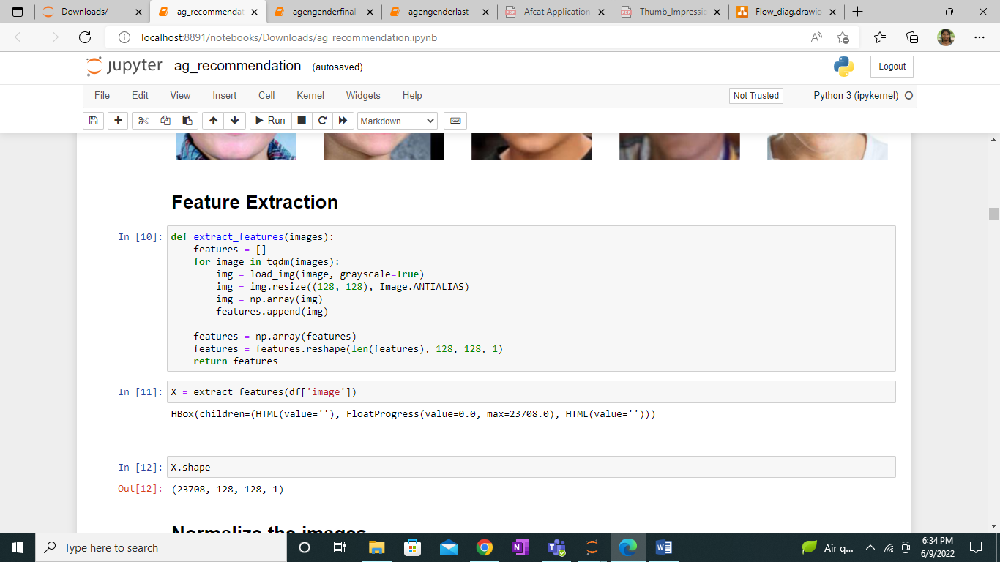 Downloads/
ag_recommendat
agengenderfinal -
agengenderlast -
Afcat Application
Thumb_Impressic
Flow_diag.drawio
localhost:8891/notebooks/Downloads/ag_recommendation.ipynb
jupyter ag_recommendation (autosaved)
Logout
File Edit View Insert Cell Kernel Widgets Help
Not Trusted
Python 3 (ipykernel)
Run
Markdown
Feature Extraction
In [10]: def extract_features(images):
    features = []
    for image in tqdm(images):
        img = load_img(image, grayscale=True)
        img = img.resize((128, 128), Image.ANTIALIAS)
        img = np.array(img)
        features.append(img)
    features = np.array(features)
    features = features.reshape(len(features), 128, 128, 1)
    return features
In [11]: X = extract_features(df['image'])
HBox(children=(HTML(value=''), FloatProgress(value=0.0, max=23708.0), HTML(value='')))
In [12]: X.shape
Out[12]: (23708, 128, 128, 1)
Normalize the images
Type here to search
Air q...
6:34 PM
6/9/2022